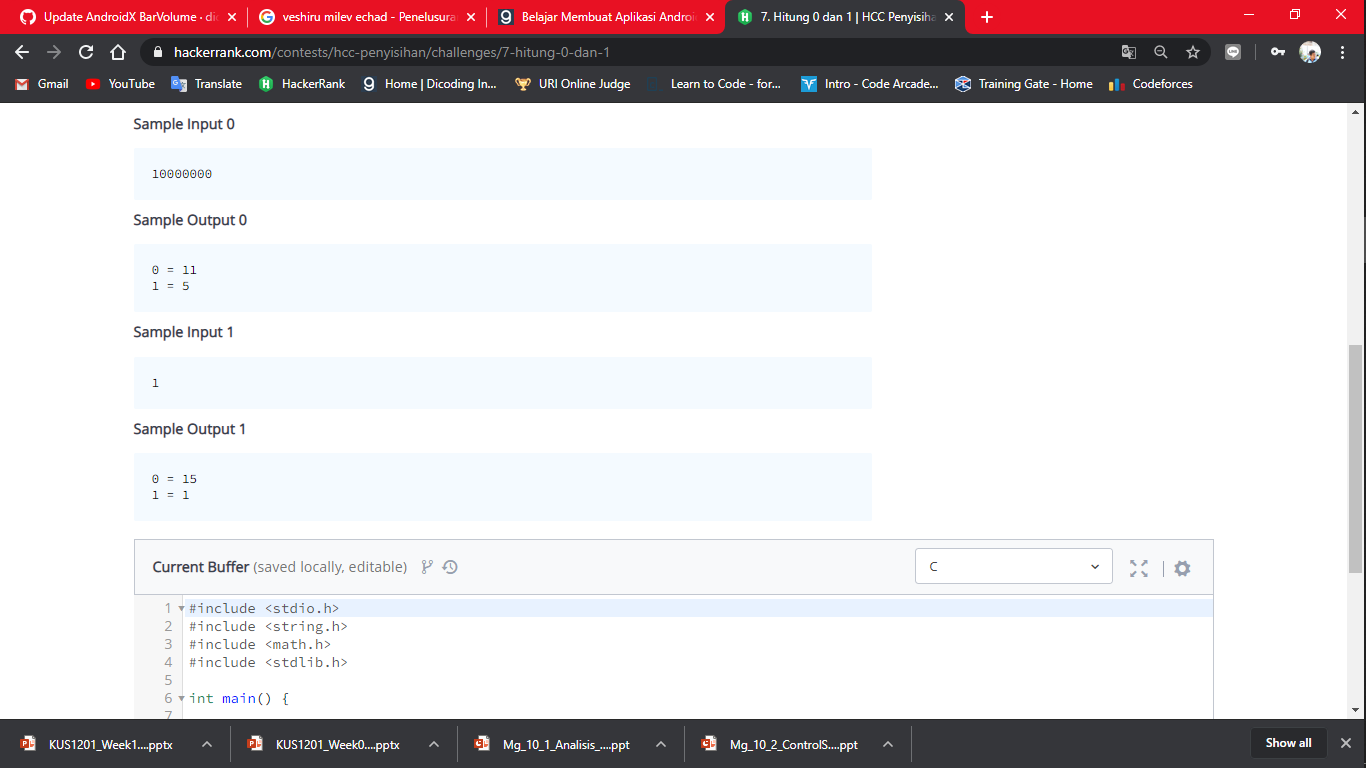 Update AndroidX BarVolume · dic
veshiru milev echad - Penelusura
Belajar Membuat Aplikasi Androi
7. Hitung 0 dan 1 | HCC Penyisiha
hackerrank.com/contests/hcc-penyisihan/challenges/7-hitung-0-dan-1
Gmail YouTube Translate HackerRank Home | Dicoding In... URI Online Judge Learn to Code - for... Intro - Code Arcade... Training Gate - Home Codeforces
Sample Input 0
10000000
Sample Output 0
0 = 11
1 = 5
Sample Input 1
1
Sample Output 1
0 = 15
1 = 1
Current Buffer (saved locally, editable)
C
1 #include <stdio.h>
2 #include <string.h>
3 #include <math.h>
4 #include <stdlib.h>
5
6 int main() {
7
KUS1201_Week1....pptx
KUS1201_Week0....pptx
Mg_10_1_Analisis_....ppt
Mg_10_2_ControlS....ppt
Show all